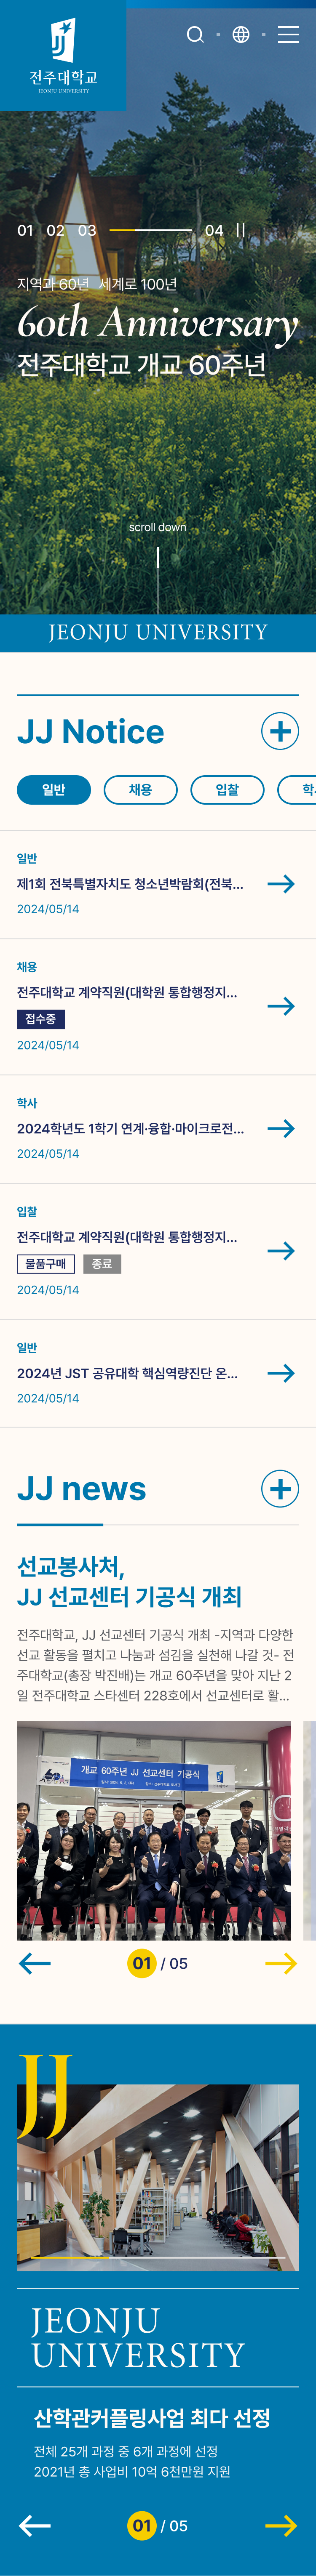 전주대학교
JEONJU UNIVERSITY
01 02 03 04
지역과 60년 세계로 100년
60th Anniversary
전주대학교 개교 60주년
scroll down
JEONJU UNIVERSITY
JJ Notice
일반 채용 입찰 학사
일반
제1회 전북특별자치도 청소년박람회(전북...
2024/05/14
채용
전주대학교 계약직원(대학원 통합행정지...
접수중
2024/05/14
학사
2024학년도 1학기 연계·융합·마이크로전...
2024/05/14
입찰
전주대학교 계약직원(대학원 통합행정지...
물품구매 종료
2024/05/14
일반
2024년 JST 공유대학 핵심역량진단 온...
2024/05/14
JJ news
선교봉사처,
JJ 선교센터 기공식 개최
전주대학교, JJ 선교센터 기공식 개최 -지역과 다양한
선교 활동을 펼치고 나눔과 섬김을 실천해 나갈 것- 전
주대학교(총장 박진배)는 개교 60주년을 맞아 지난 2
일 전주대학교 스타센터 228호에서 선교센터로 활...
개교 60주년 JJ 선교센터 기공식
01 / 05
JJ
JEONJU
UNIVERSITY
산학관커플링사업 최다 선정
전체 25개 과정 중 6개 과정에 선정
2021년 총 사업비 10억 6천만원 지원
01 / 05